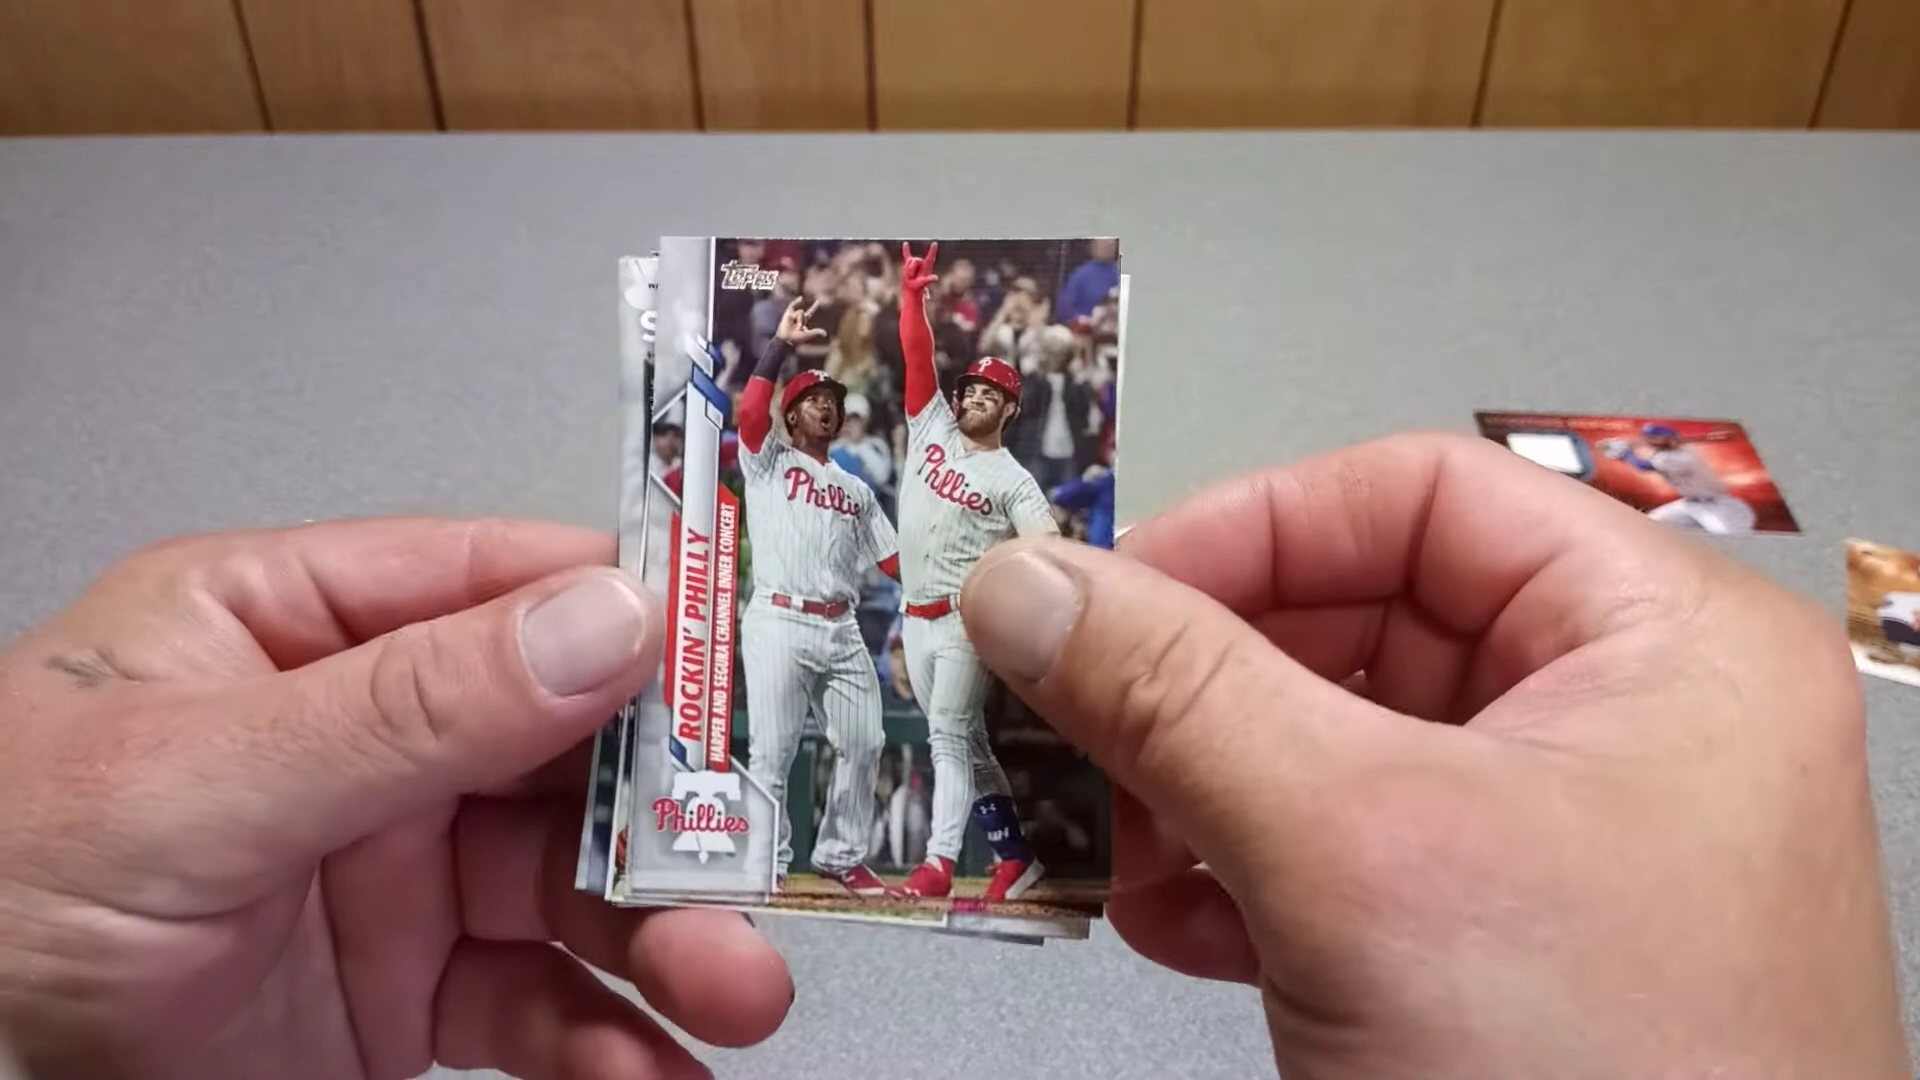 Topps
Phillies
Phillies
ROCKIN' PHILLY
HARPER AND SEGURA CHANNEL INNER CONCERT
Phillies